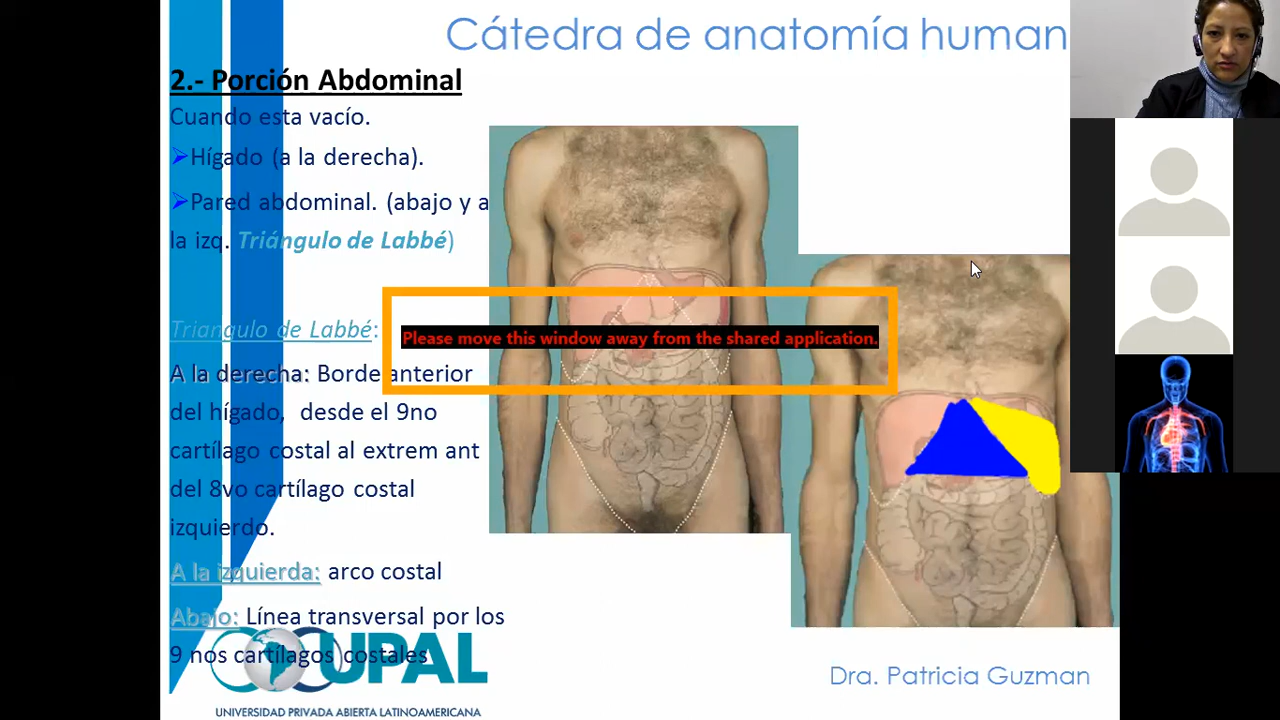 Cátedra de anatomía human
2.- Porción Abdominal
Cuando esta vacío.
Hígado (a la derecha).
Pared abdominal. (abajo y a
la izq. Triángulo de Labbé)
Triangulo de Labbé:
Please move this window away from the shared application.
A la derecha: Borde anterior
del hígado, desde el 9no
cartílago costal al extrem ant
del 8vo cartílago costal
izquierdo.
A la izquierda: arco costal
Abajo: Línea transversal por los
9 nos cartílagos costales
UPAL
UNIVERSIDAD PRIVADA ABIERTA LATINOAMERICANA
Dra. Patricia Guzman